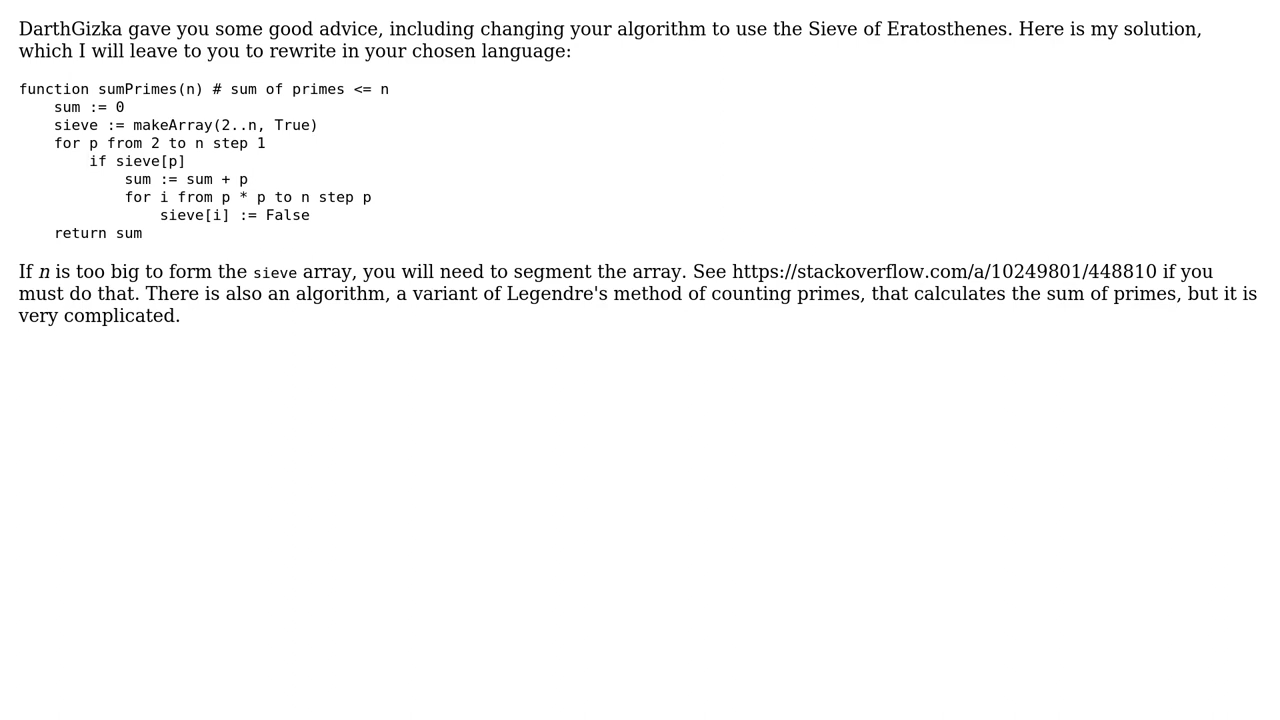 DarthGizka gave you some good advice, including changing your algorithm to use the Sieve of Eratosthenes. Here is my solution,
which I will leave to you to rewrite in your chosen language:
function sumPrimes(n) # sum of primes <= n
    sum := 0
    sieve := makeArray(2..n, True)
    for p from 2 to n step 1
        if sieve[p]
            sum := sum + p
            for i from p * p to n step p
                sieve[i] := False
    return sum
If n is too big to form the sieve array, you will need to segment the array. See https://stackoverflow.com/a/10249801/448810 if you
must do that. There is also an algorithm, a variant of Legendre's method of counting primes, that calculates the sum of primes, but it is
very complicated.